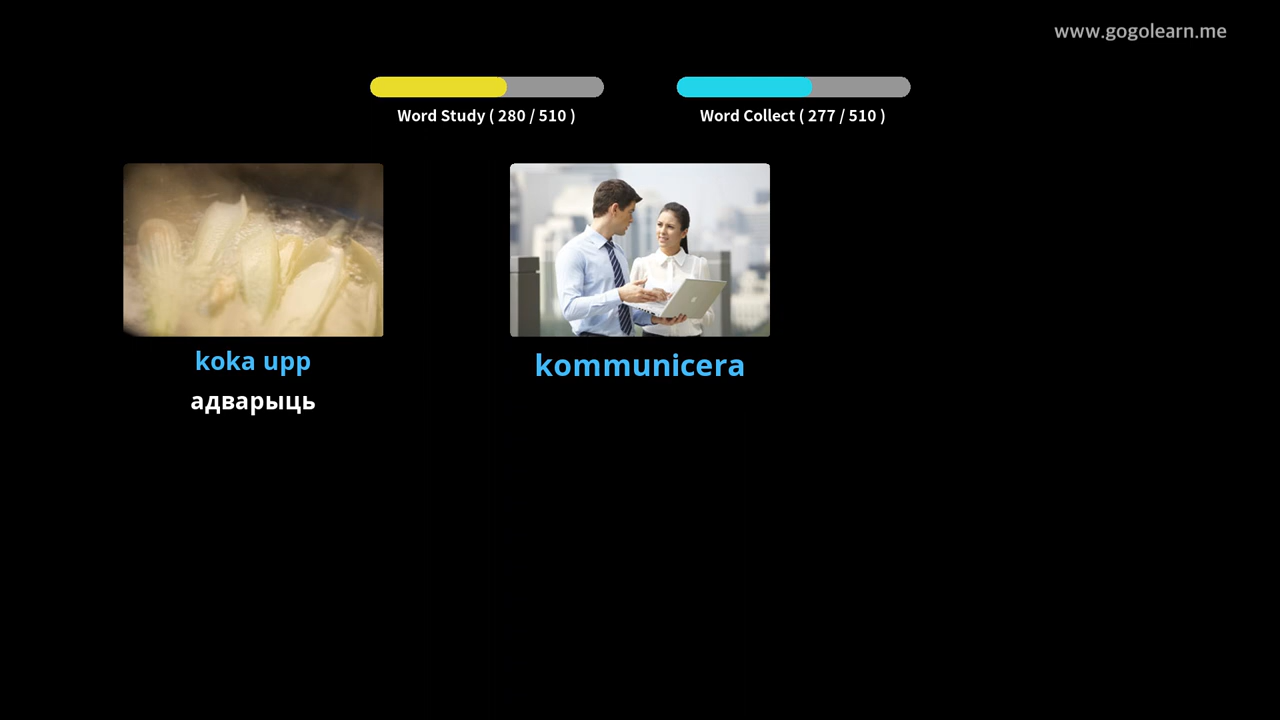 www.gogolearn.me
Word Study ( 280 / 510 )
Word Collect ( 277 / 510 )
koka upp
адварыць
kommunicera